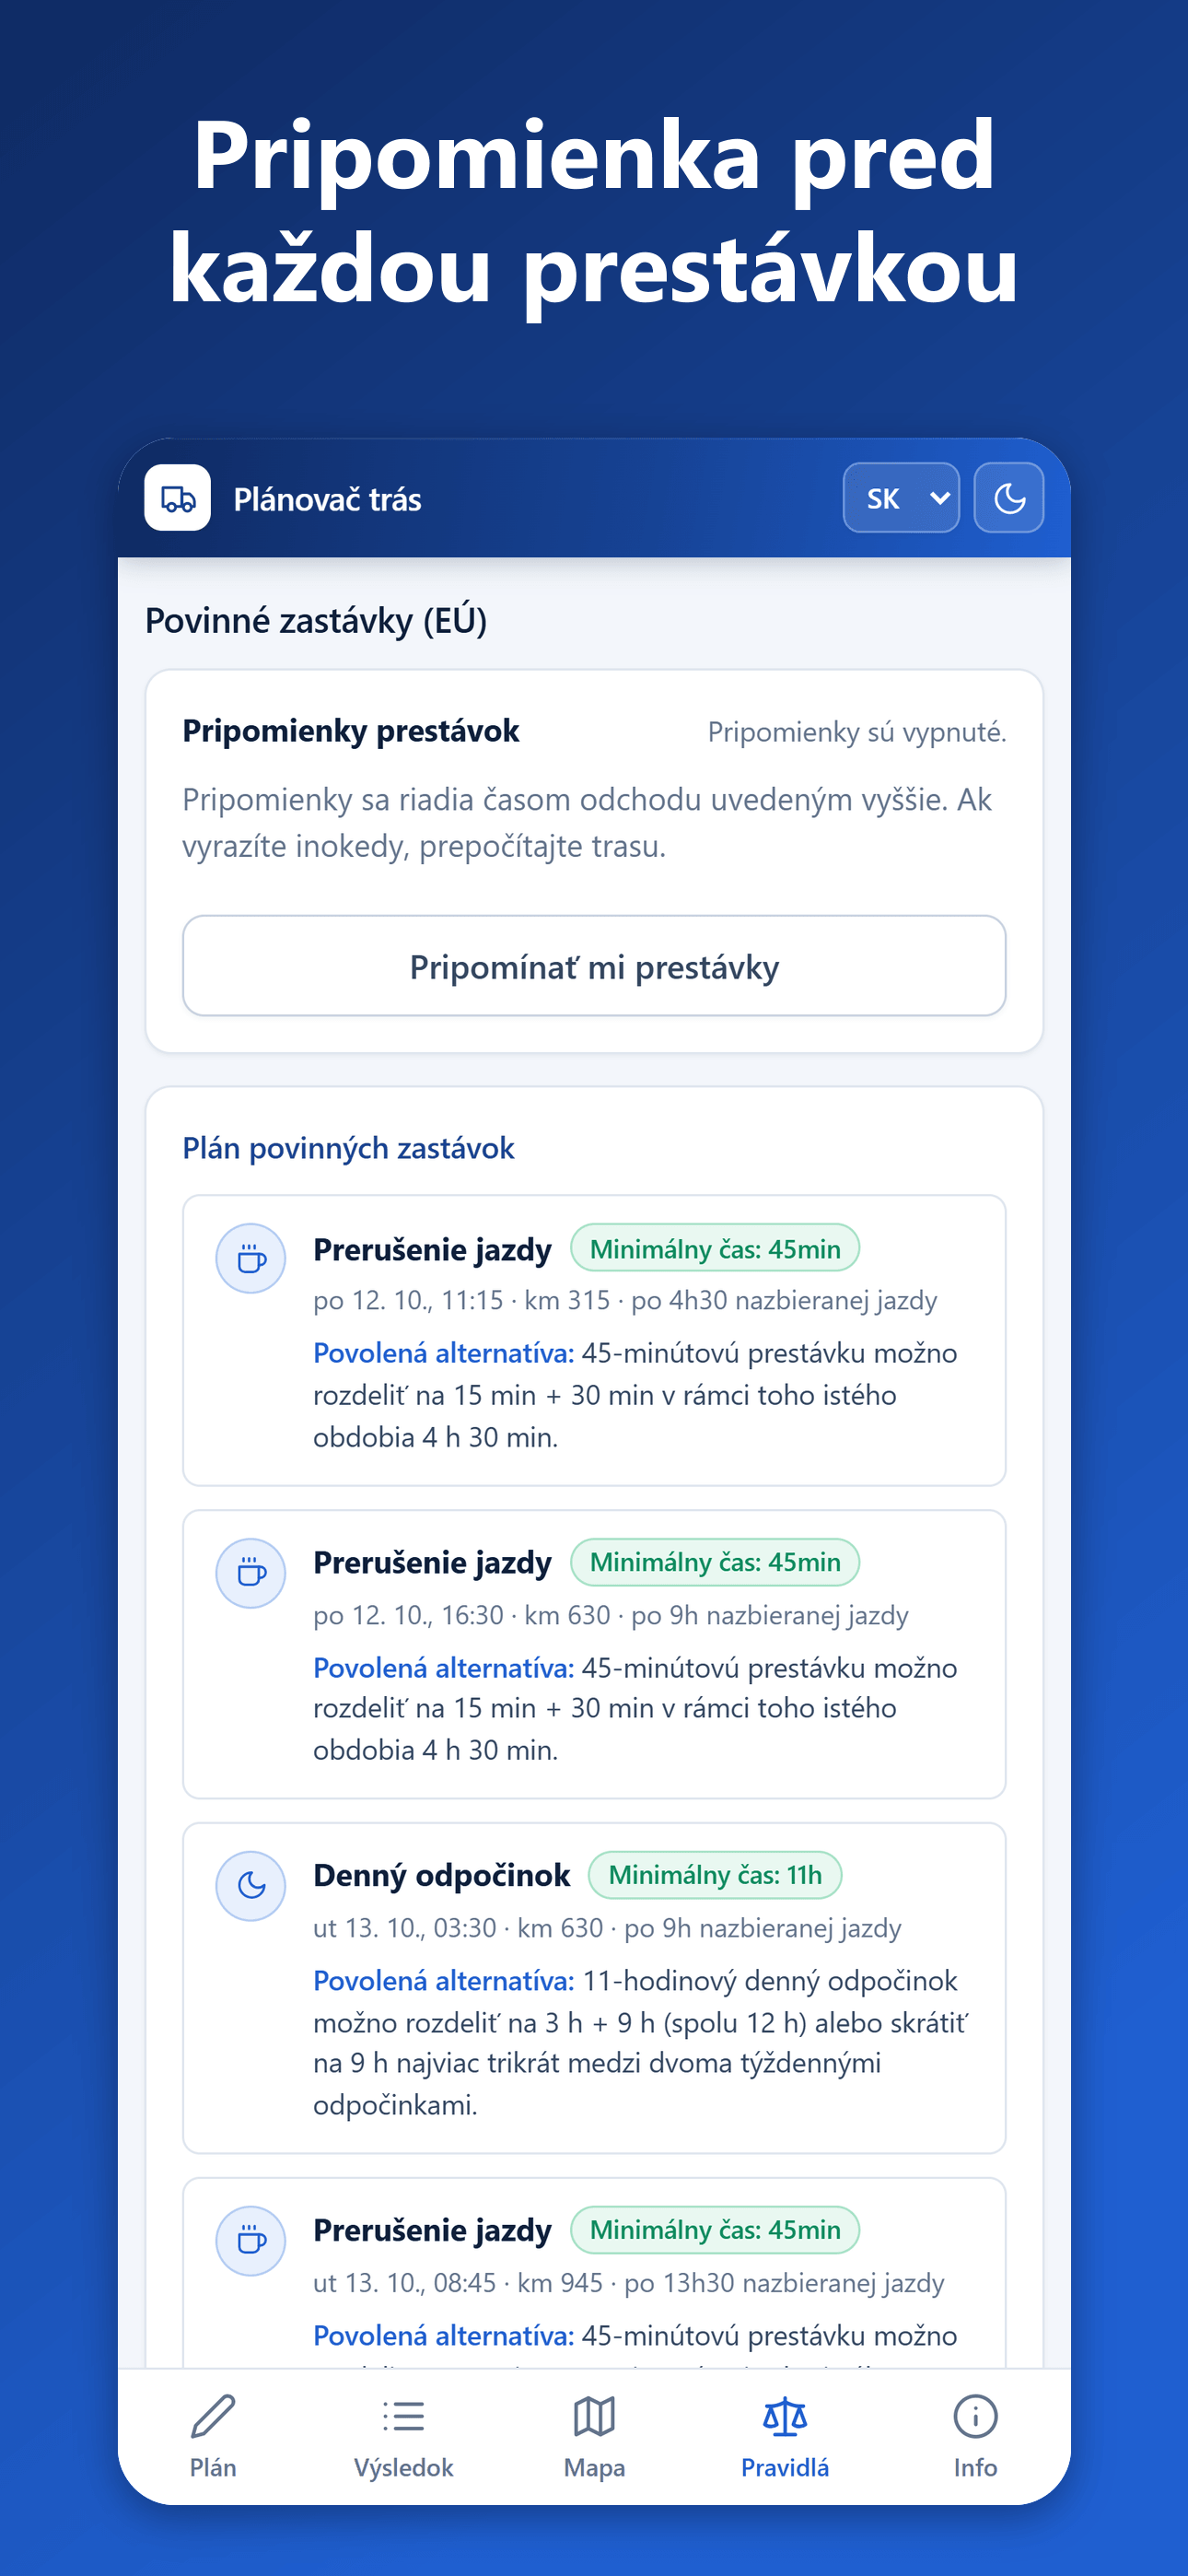 Pripomienka pred
každou prestávkou
Plánovač trás
SK
Povinné zastávky (EÚ)
Pripomienky prestávok
Pripomienky sú vypnuté.
Pripomienky sa riadia časom odchodu uvedeným vyššie. Ak
vyrazíte inokedy, prepočítajte trasu.
Pripomínať mi prestávky
Plán povinných zastávok
Prerušenie jazdy
Minimálny čas: 45min
po 12. 10., 11:15 · km 315 · po 4h30 nazbieranej jazdy
Povolená alternatíva: 45-minútovú prestávku možno
rozdeliť na 15 min + 30 min v rámci toho istého
obdobia 4 h 30 min.
Prerušenie jazdy
Minimálny čas: 45min
po 12. 10., 16:30 · km 630 · po 9h nazbieranej jazdy
Povolená alternatíva: 45-minútovú prestávku možno
rozdeliť na 15 min + 30 min v rámci toho istého
obdobia 4 h 30 min.
Denný odpočinok
Minimálny čas: 11h
ut 13. 10., 03:30 · km 630 · po 9h nazbieranej jazdy
Povolená alternatíva: 11-hodinový denný odpočinok
možno rozdeliť na 3 h + 9 h (spolu 12 h) alebo skrátiť
na 9 h najviac trikrát medzi dvoma týždennými
odpočinkami.
Prerušenie jazdy
Minimálny čas: 45min
ut 13. 10., 08:45 · km 945 · po 13h30 nazbieranej jazdy
Povolená alternatíva: 45-minútovú prestávku možno
Plán
Výsledok
Mapa
Pravidlá
Info